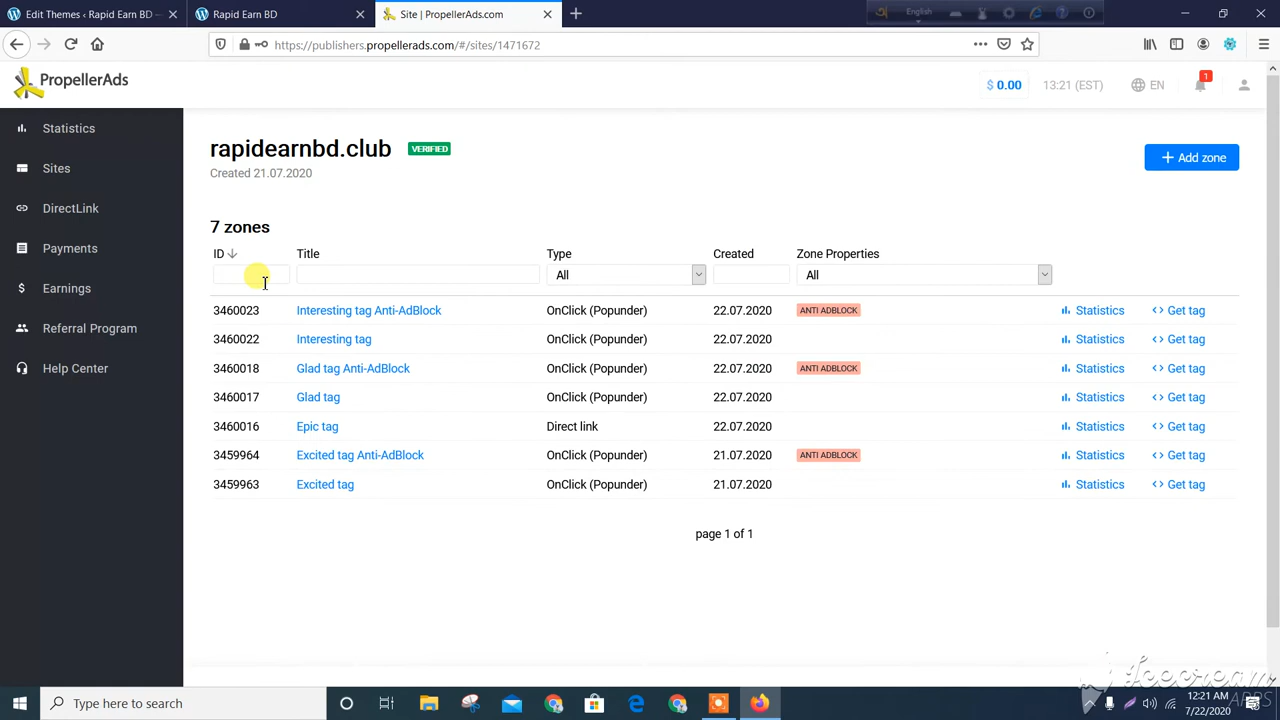 Edit Themes ‹ Rapid Earn BD —
Rapid Earn BD
Site | PropellerAds.com
English
https://publishers.propellerads.com/#/sites/1471672
PropellerAds
$ 0.00
13:21 (EST)
EN
1
Statistics
Sites
DirectLink
Payments
Earnings
Referral Program
Help Center
rapidearnbd.club
VERIFIED
Created 21.07.2020
+ Add zone
7 zones
ID Title Type Created Zone Properties
All All
3460023 Interesting tag Anti-AdBlock OnClick (Popunder) 22.07.2020 ANTI ADBLOCK Statistics Get tag
3460022 Interesting tag OnClick (Popunder) 22.07.2020 Statistics Get tag
3460018 Glad tag Anti-AdBlock OnClick (Popunder) 22.07.2020 ANTI ADBLOCK Statistics Get tag
3460017 Glad tag OnClick (Popunder) 22.07.2020 Statistics Get tag
3460016 Epic tag Direct link 22.07.2020 Statistics Get tag
3459964 Excited tag Anti-AdBlock OnClick (Popunder) 21.07.2020 ANTI ADBLOCK Statistics Get tag
3459963 Excited tag OnClick (Popunder) 21.07.2020 Statistics Get tag
page 1 of 1
Icecream
APPS
Type here to search
12:21 AM
7/22/2020